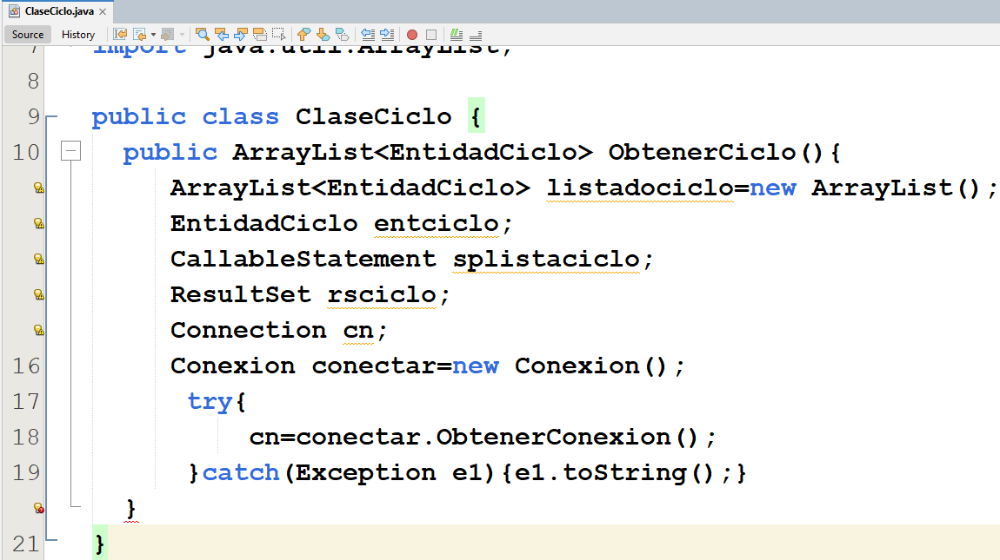 ClaseCiclo.java
Source History
7 import java.util.ArrayList;
8
9 public class ClaseCiclo {
10 public ArrayList<EntidadCiclo> ObtenerCiclo(){
ArrayList<EntidadCiclo> listadociclo=new ArrayList();
EntidadCiclo entciclo;
CallableStatement splistaciclo;
ResultSet rsciclo;
Connection cn;
16 Conexion conectar=new Conexion();
17 try{
18 cn=conectar.ObtenerConexion();
19 }catch(Exception e1){e1.toString();}
}
21 }